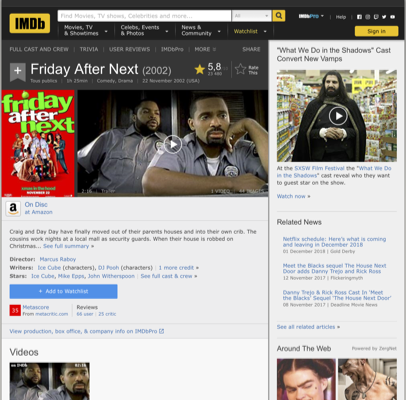 IMDb
Find Movies, TV shows, Celebrities and more...
All
IMDbPro
Help
Movies, TV & Showtimes
Celebs, Events & Photos
News & Community
Watchlist
Sign in
FULL CAST AND CREW | TRIVIA | USER REVIEWS | IMDbPro | MORE
SHARE
Friday After Next (2002)
5,8
Rate This
Tous publics | 1h 25min | Comedy, Drama | 22 November 2002 (USA)
friday after next
2:16 | Trailer
On Disc
at Amazon
Craig and Day Day have finally moved out of their parents houses and into their own crib. The
cousins work nights at a local mall as security guards. When their house is robbed on
Christmas... See full summary »
Director: Marcus Raboy
Writers: Ice Cube (characters), DJ Pooh (characters) | 1 more credit »
Stars: Ice Cube, Mike Epps, John Witherspoon | See full cast & crew »
+ Add to Watchlist
35
Metascore
From metacritic.com
Reviews
66 user | 25 critic
View production, box office, & company info on IMDbPro
Videos
"What We Do in the Shadows" Cast
Convert New Vamps
At the SXSW Film Festival the "What We Do
in the Shadows" cast reveal who they want
to guest star on the show.
Watch now »
Related News
Netflix schedule: Here's what is coming
and leaving in December 2018
01 December 2018 | Gold Derby
Meet the Blacks sequel The House Next
Door adds Danny Trejo and Rick Ross
12 November 2017 | Flickeringmyth
Danny Trejo & Rick Ross Cast In 'Meet
the Blacks' Sequel 'The House Next Door'
08 November 2017 | Deadline Movie News
See all related articles »
Around The Web
Powered by ZergNet